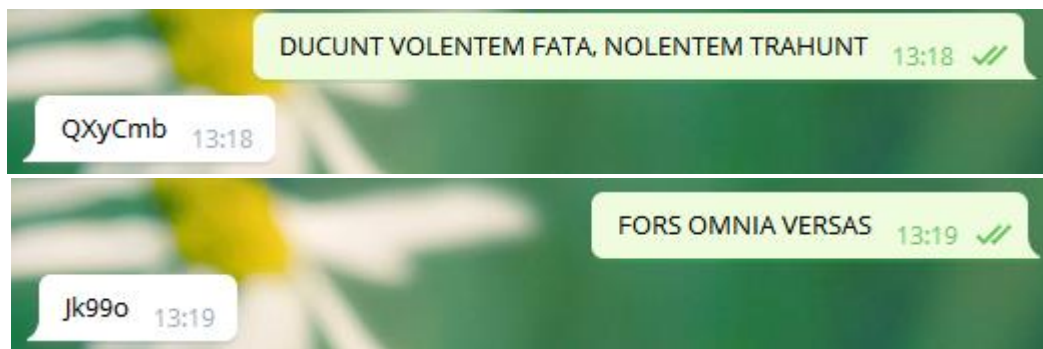 DUCUNT VOLENTEM FATA, NOLENTEM TRAHUNT 13:18
QXyCmb 13:18
FORS OMNIA VERSAS 13:19
Jk99o 13:19